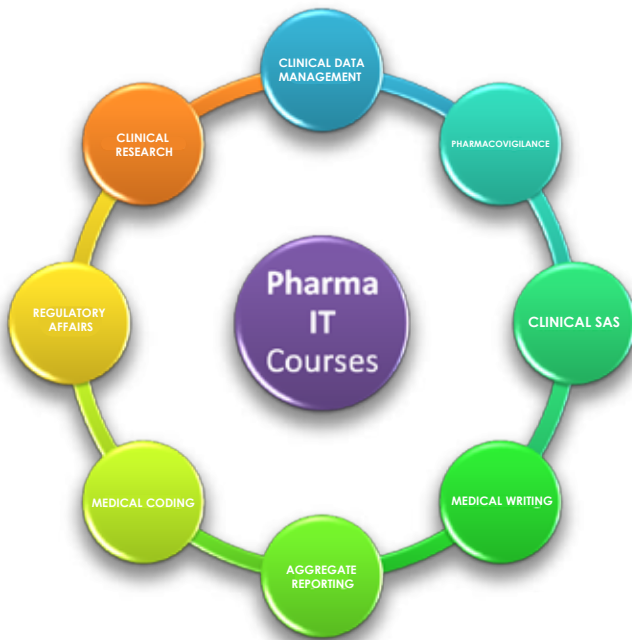 CLINICAL DATA
MANAGEMENT
PHARMACOVIGILANCE
CLINICAL SAS
MEDICAL WRITING
AGGREGATE
REPORTING
MEDICAL CODING
REGULATORY
AFFAIRS
CLINICAL
RESEARCH
Pharma
IT
Courses